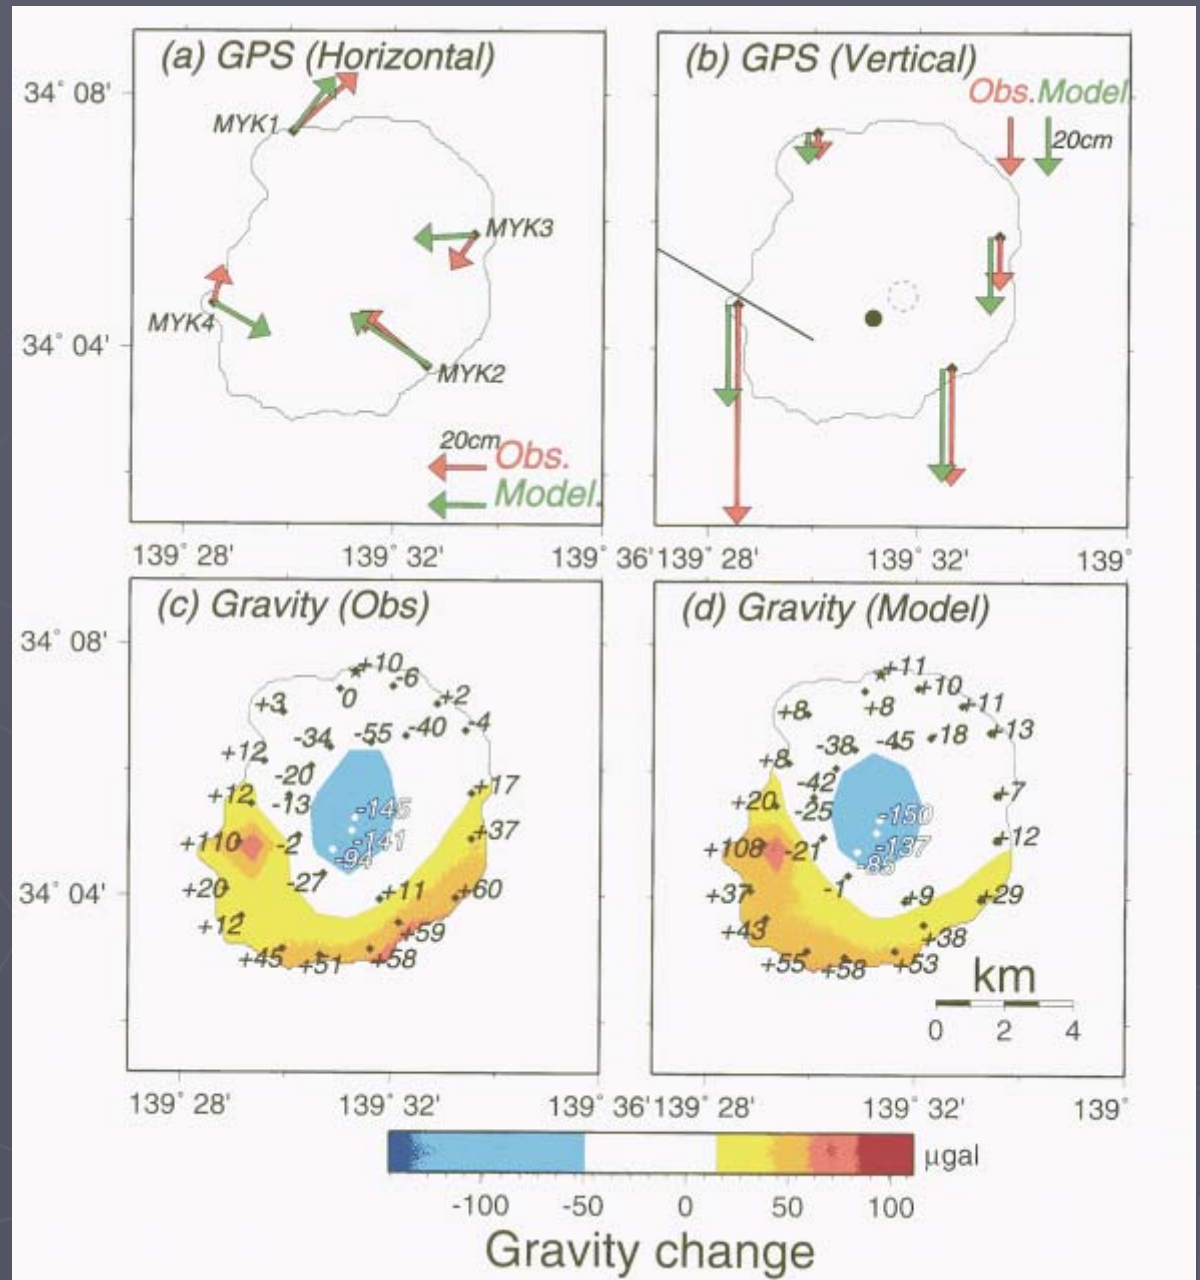 (a) GPS (Horizontal)
34° 08'
MYK1
MYK3
MYK4
34° 04'
MYK2
20cm
Obs.
Model.
139° 28' 139° 32' 139° 36'
(b) GPS (Vertical)
Obs. Model
20cm
139° 28' 139° 32' 139°
(c) Gravity (Obs)
34° 08'
+10
-6
0
+3
+2
-34
-55
-40
-4
+12
-20
+17
+12
-13
-145
+37
+110
-2
-141
-94
+20
-27
+11
+60
34° 04'
+12
+59
+45
+51
+58
139° 28' 139° 32' 139° 36'
(d) Gravity (Model)
+11
+10
+8
+8
+11
-38
-45
-18
+13
+8
-42
+7
+20
-25
-150
+12
+108
-21
-137
-85
+37
-1
+9
+29
+43
+38
+55
+58
+53
km
0 2 4
139° 28' 139° 32' 139°
µgal
-100 -50 0 50 100
Gravity change